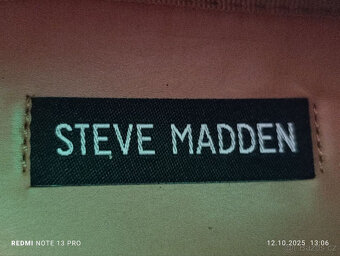 STEVE MADDEN
REDMI NOTE 13 PRO
12.10.2025 13:06